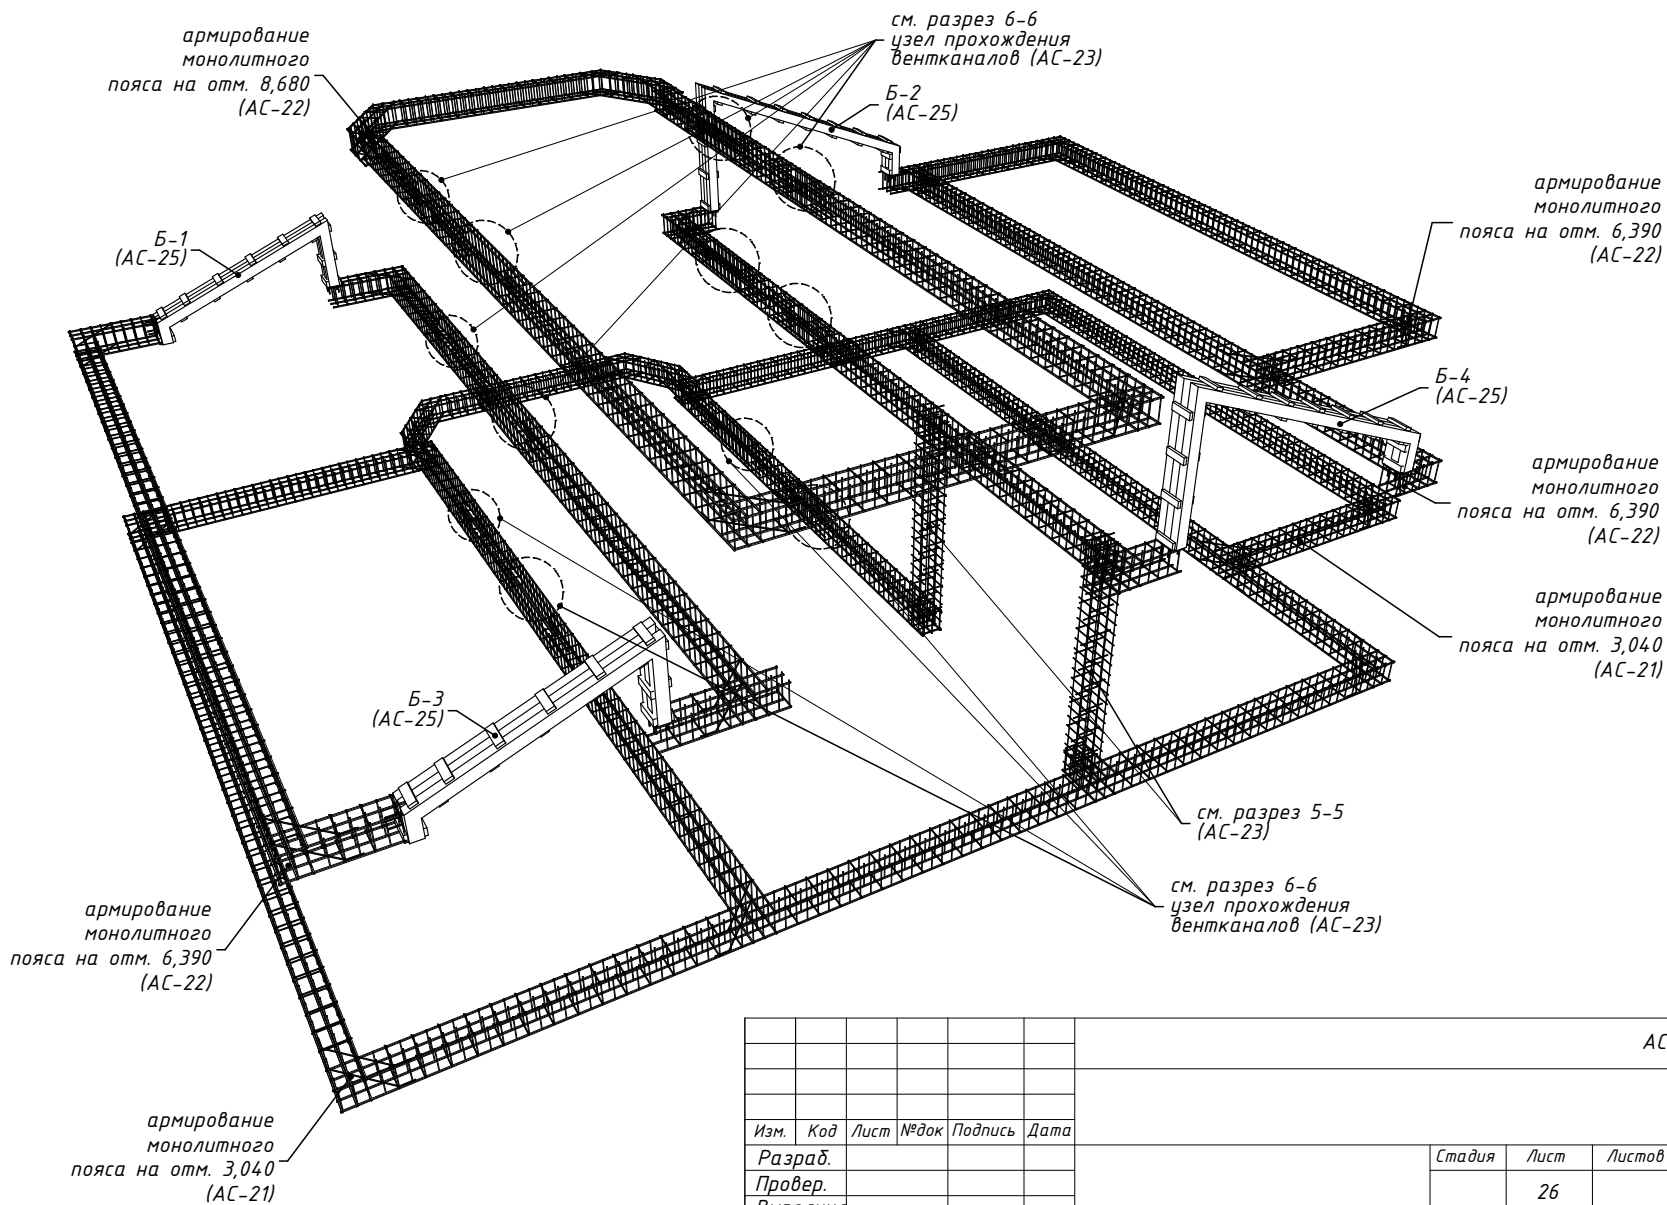 см. разрез 6-6
узел прохождения
вентканалов (АС-23)
армирование
монолитного
пояса на отм. 8,680
(АС-22)
Б-2
(АС-25)
армирование
монолитного
пояса на отм. 6,390
(АС-22)
Б-1
(АС-25)
Б-4
(АС-25)
армирование
монолитного
пояса на отм. 6,390
(АС-22)
армирование
монолитного
пояса на отм. 3,040
(АС-21)
Б-3
(АС-25)
см. разрез 5-5
(АС-23)
см. разрез 6-6
узел прохождения
вентканалов (АС-23)
армирование
монолитного
пояса на отм. 6,390
(АС-22)
армирование
монолитного
пояса на отм. 3,040
(АС-21)
АС
Изм. Код Лист №док Подпись Дата
Разраб.
Стадия Лист Листов
Провер.
26